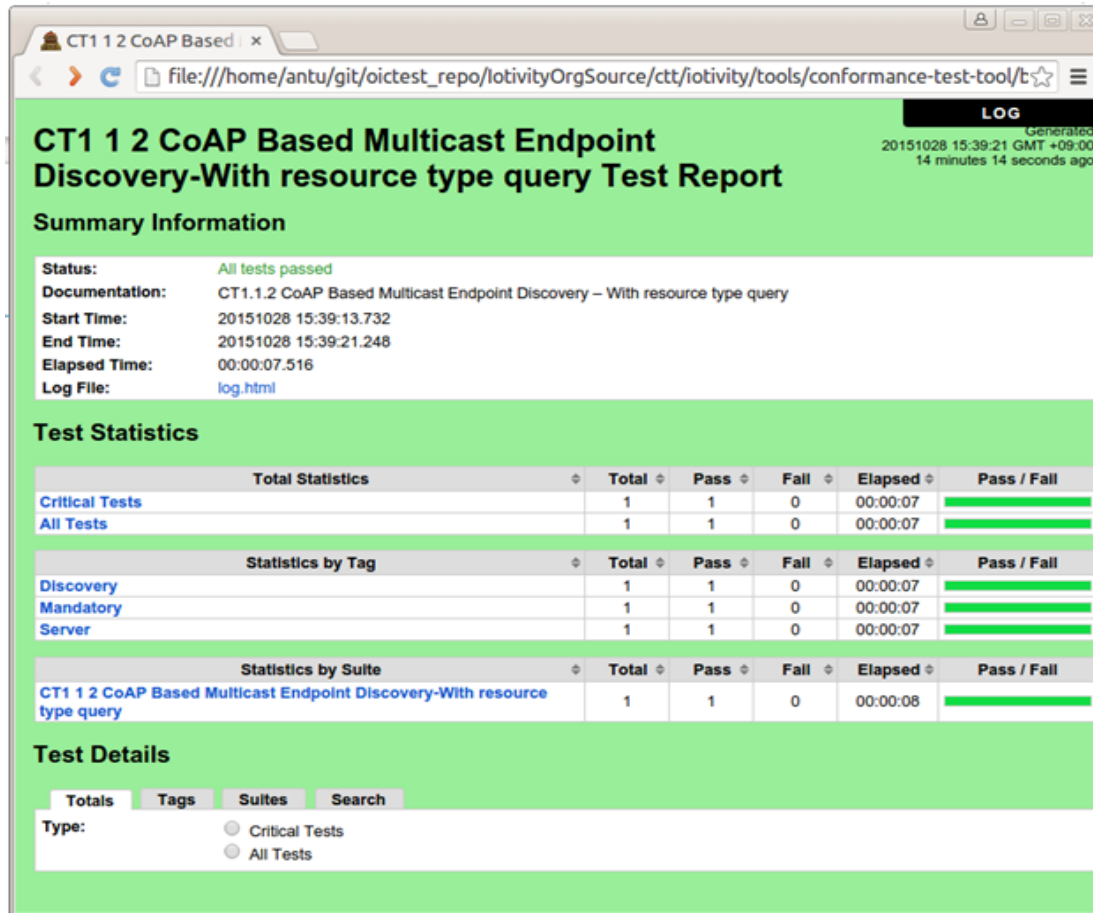 CT1 1 2 CoAP Based
file:///home/antu/git/oictest_repo/IotivityOrgSource/ctt/iotivity/tools/conformance-test-tool/
LOG
CT1 1 2 CoAP Based Multicast Endpoint
Discovery-With resource type query Test Report
Generated
20151028 15:39:21 GMT +09:00
14 minutes 14 seconds ago
Summary Information
Status: All tests passed
Documentation: CT1.1.2 CoAP Based Multicast Endpoint Discovery – With resource type query
Start Time: 20151028 15:39:13.732
End Time: 20151028 15:39:21.248
Elapsed Time: 00:00:07.516
Log File: log.html
Test Statistics
Total Statistics Total Pass Fail Elapsed Pass / Fail
Critical Tests 1 1 0 00:00:07
All Tests 1 1 0 00:00:07
Statistics by Tag Total Pass Fail Elapsed Pass / Fail
Discovery 1 1 0 00:00:07
Mandatory 1 1 0 00:00:07
Server 1 1 0 00:00:07
Statistics by Suite Total Pass Fail Elapsed Pass / Fail
CT1 1 2 CoAP Based Multicast Endpoint Discovery-With resource
type query 1 1 0 00:00:08
Test Details
Totals Tags Suites Search
Type: Critical Tests
All Tests